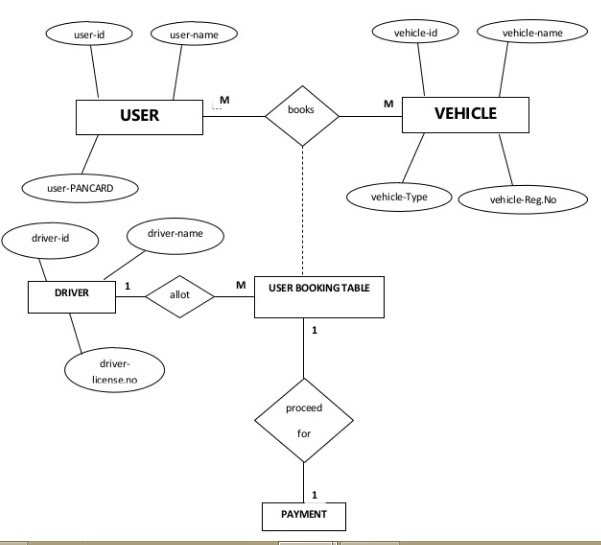 user-id
user-name
vehicle-id
vehicle-name
USER
M
books
M
VEHICLE
user-PANCARD
vehicle-Type
vehicle-Reg.No
driver-id
driver-name
DRIVER
1
allot
M
USER BOOKING TABLE
driver-
license.no
1
proceed
for
1
PAYMENT